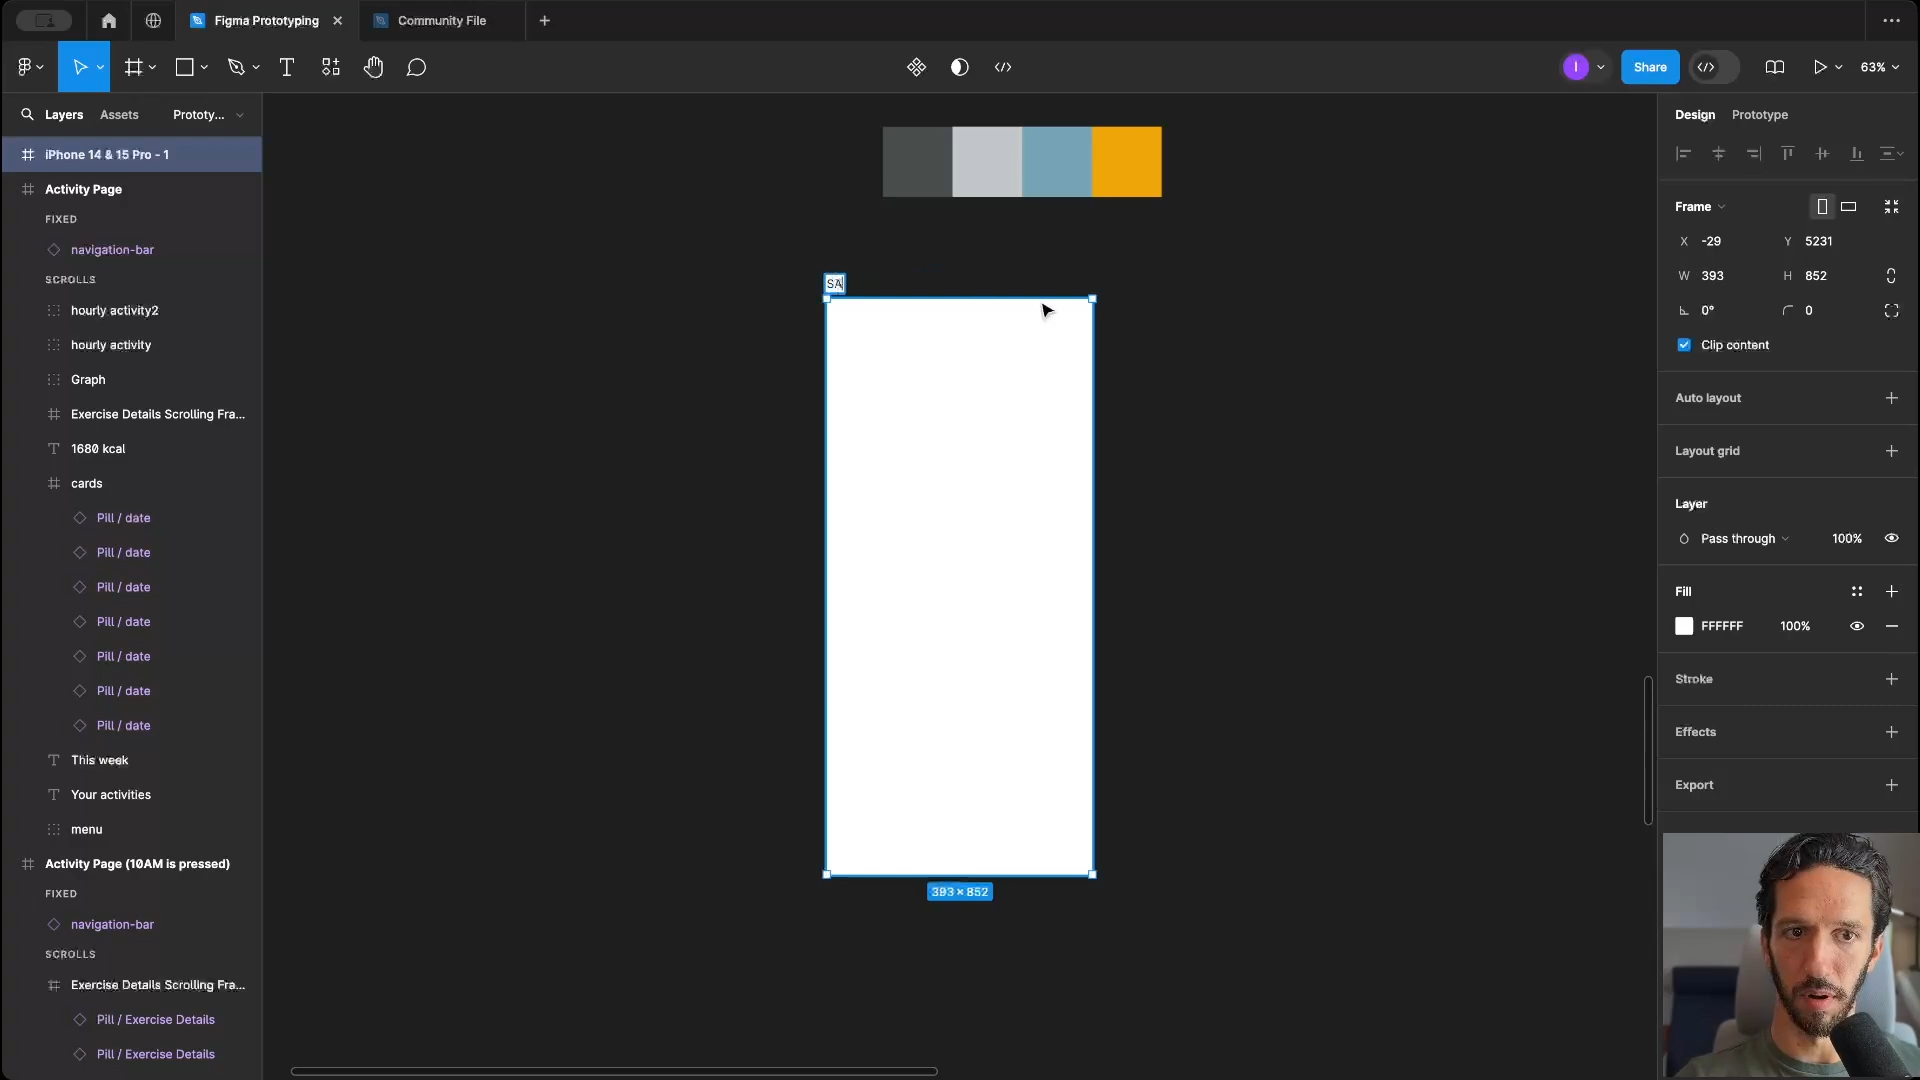 Figma Prototyping
Community File
I
Share
63%
Layers
Assets
Prototy...
iPhone 14 & 15 Pro - 1
Activity Page
FIXED
navigation-bar
SCROLLS
hourly activity2
hourly activity
Graph
Exercise Details Scrolling Fra...
1680 kcal
cards
Pill / date
Pill / date
Pill / date
Pill / date
Pill / date
Pill / date
Pill / date
This week
Your activities
menu
Activity Page (10AM is pressed)
FIXED
navigation-bar
SCROLLS
Exercise Details Scrolling Fra...
Pill / Exercise Details
Pill / Exercise Details
SA
393 × 852
Design
Prototype
Frame
X -29 Y 5231
W 393 H 852
0° 0
Clip content
Auto layout
Layout grid
Layer
Pass through 100%
Fill
FFFFFF 100%
Stroke
Effects
Export